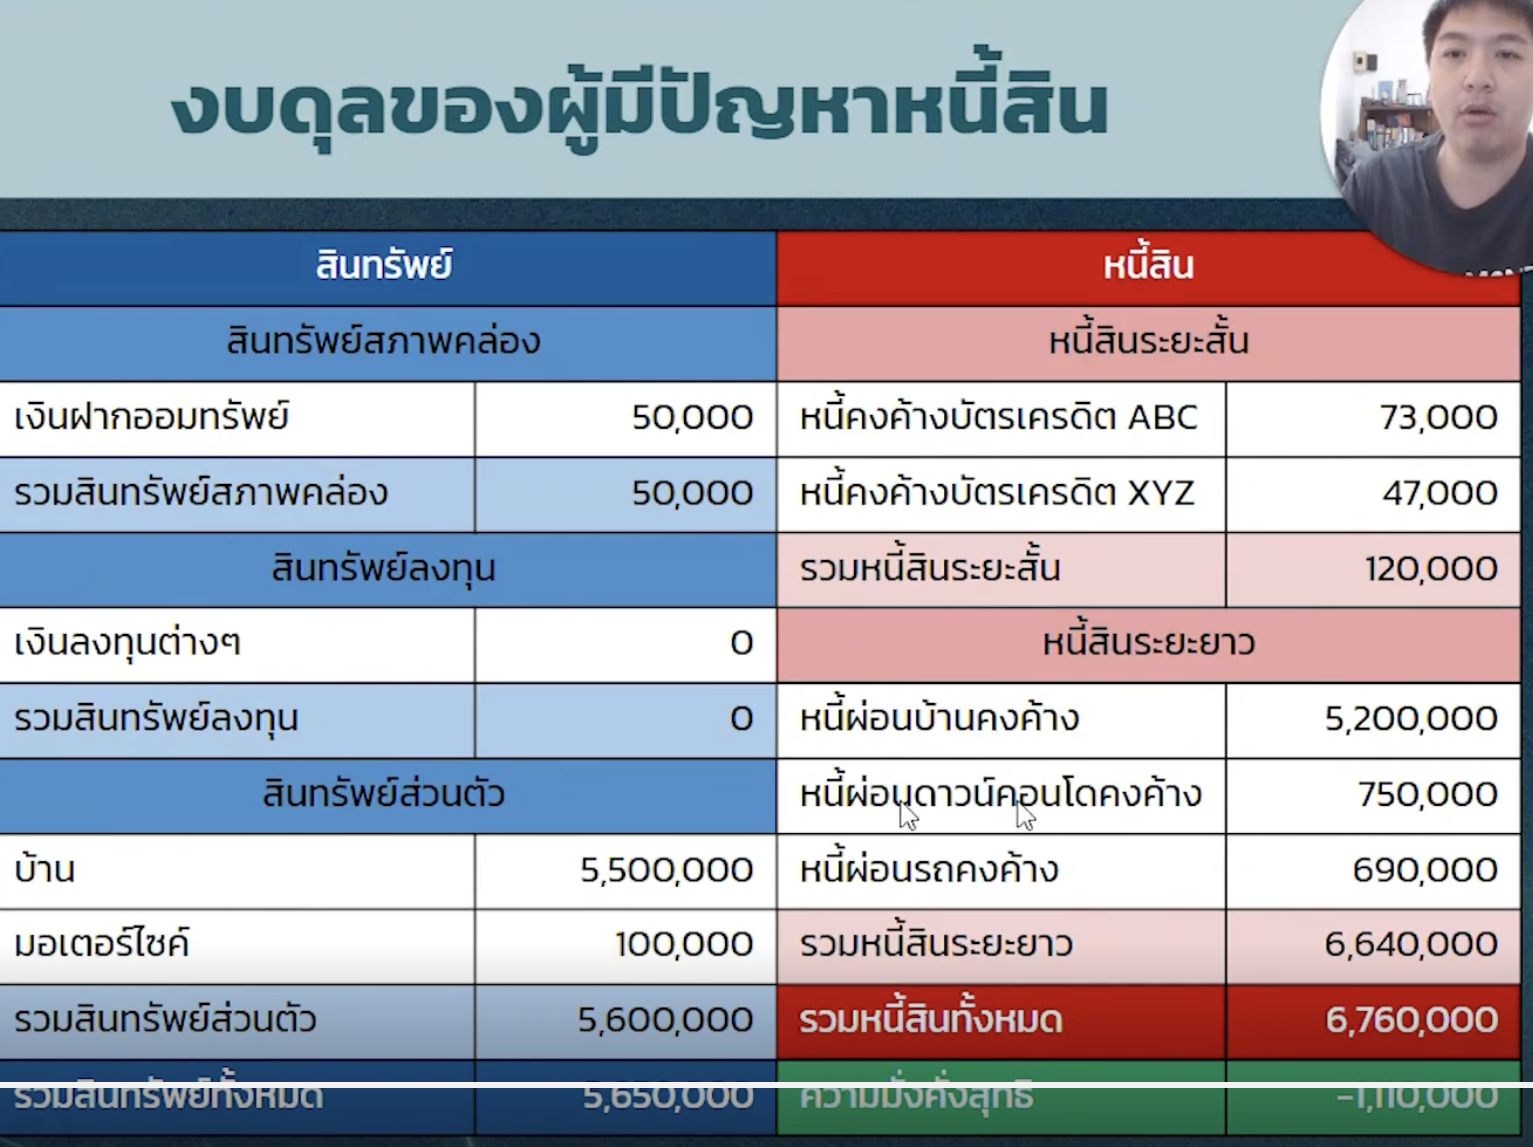 งบดุลของผู้มีปัญหาหนี้สิน
สินทรัพย์ หนี้สิน
สินทรัพย์สภาพคล่อง หนี้สินระยะสั้น
เงินฝากออมทรัพย์ 50,000 หนี้คงค้างบัตรเครดิต ABC 73,000
รวมสินทรัพย์สภาพคล่อง 50,000 หนี้คงค้างบัตรเครดิต XYZ 47,000
สินทรัพย์ลงทุน รวมหนี้สินระยะสั้น 120,000
เงินลงทุนต่างๆ 0 หนี้สินระยะยาว
รวมสินทรัพย์ลงทุน 0 หนี้ผ่อนบ้านคงค้าง 5,200,000
สินทรัพย์ส่วนตัว หนี้ผ่อนดาวน์คอนโดคงค้าง 750,000
บ้าน 5,500,000 หนี้ผ่อนรถคงค้าง 690,000
มอเตอร์ไซค์ 100,000 รวมหนี้สินระยะยาว 6,640,000
รวมสินทรัพย์ส่วนตัว 5,600,000 รวมหนี้สินทั้งหมด 6,760,000
รวมสินทรัพย์ทั้งหมด 5,650,000 ความมั่งคั่งสุทธิ -1,110,000